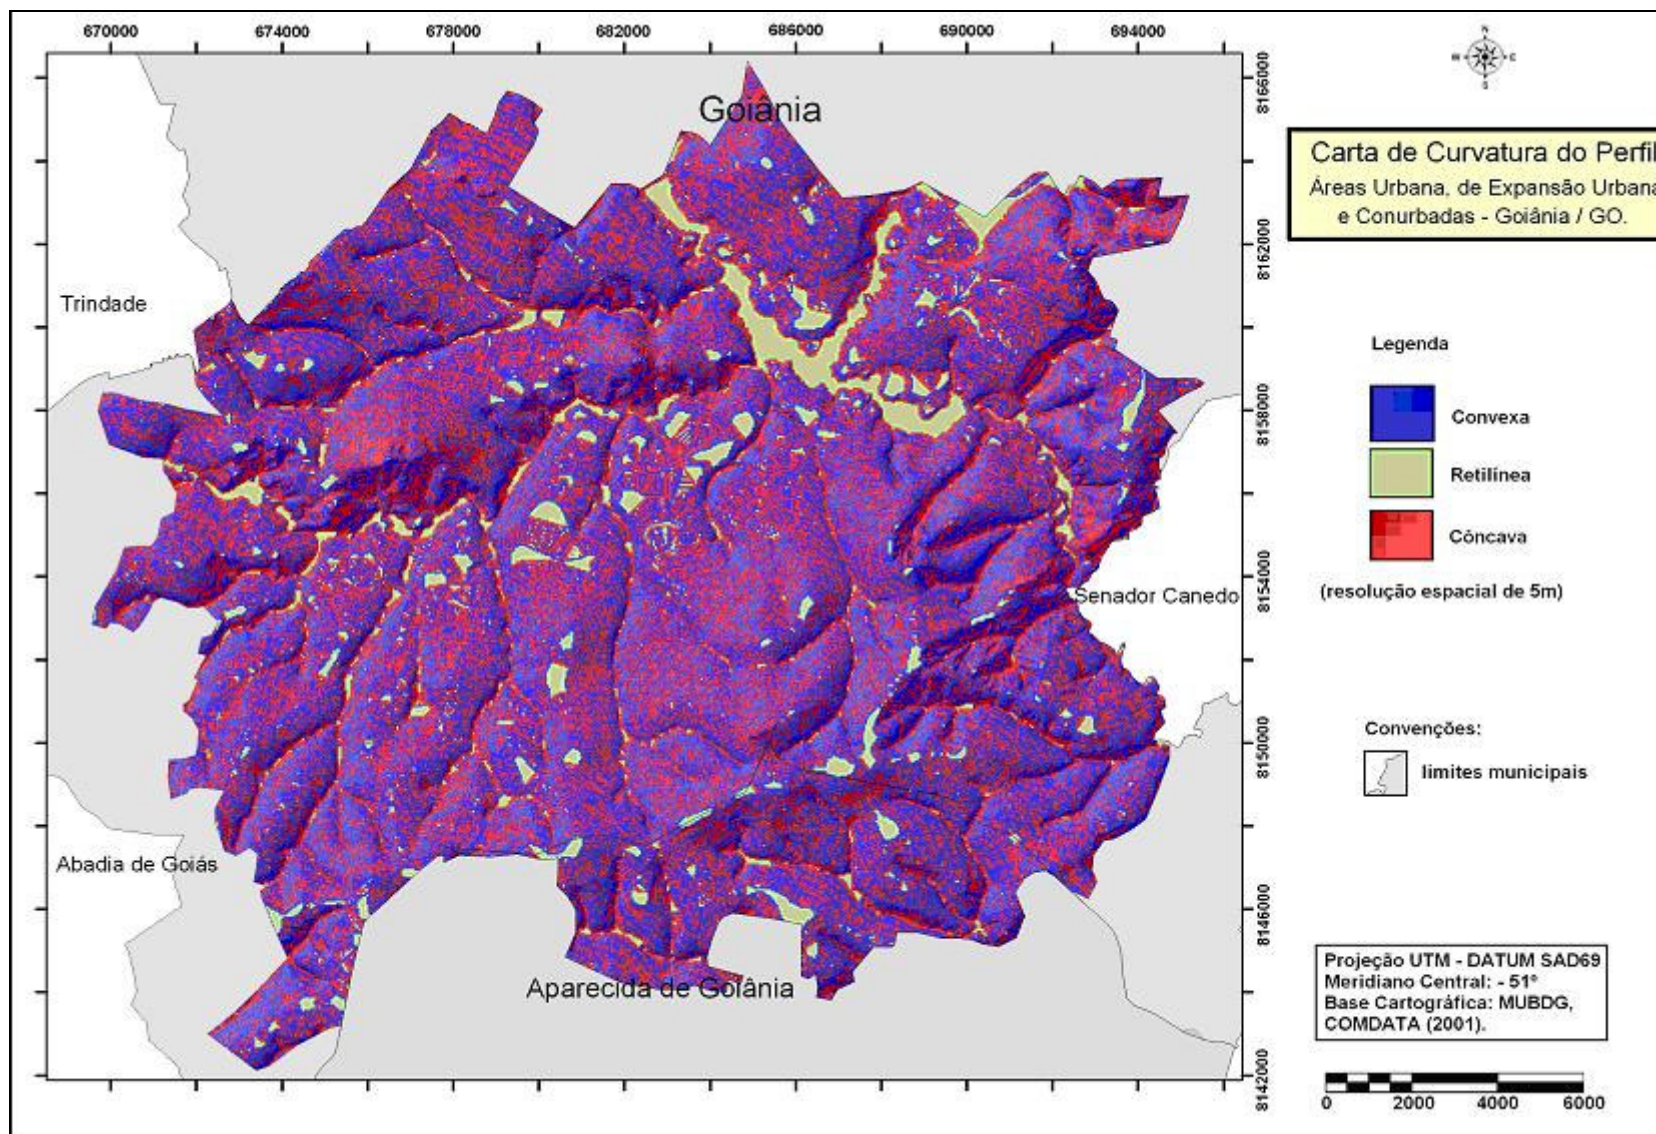 670000 674000 678000 682000 686000 690000 694000
N
E
S
Goiânia
8166000
Carta de Curvatura do Perfil
Áreas Urbana, de Expansão Urbana
e Conurbadas - Goiânia / GO.
8162000
Trindade
Legenda
8158000
Convexa
Retilínea
Côncava
8154000
(resolução espacial de 5m)
Senador Canedo
8150000
Convenções:
limites municipais
Abadia de Goiás
8146000
Aparecida de Goiânia
Projeção UTM - DATUM SAD69
Meridiano Central: - 51º
Base Cartográfica: MUBDG,
COMDATA (2001).
8142000
0 2000 4000 6000